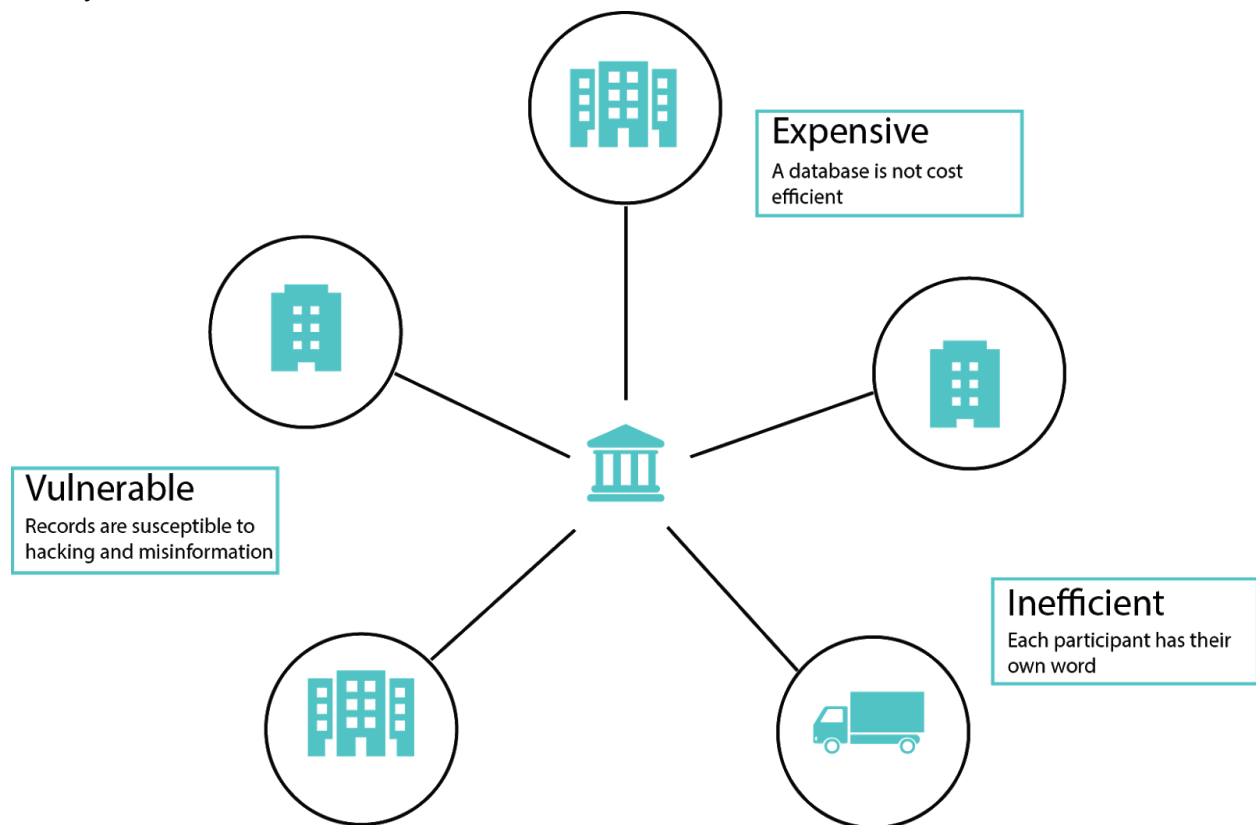 Expensive
A database is not cost
efficient
Vulnerable
Records are susceptible to
hacking and misinformation
Inefficient
Each participant has their
own word